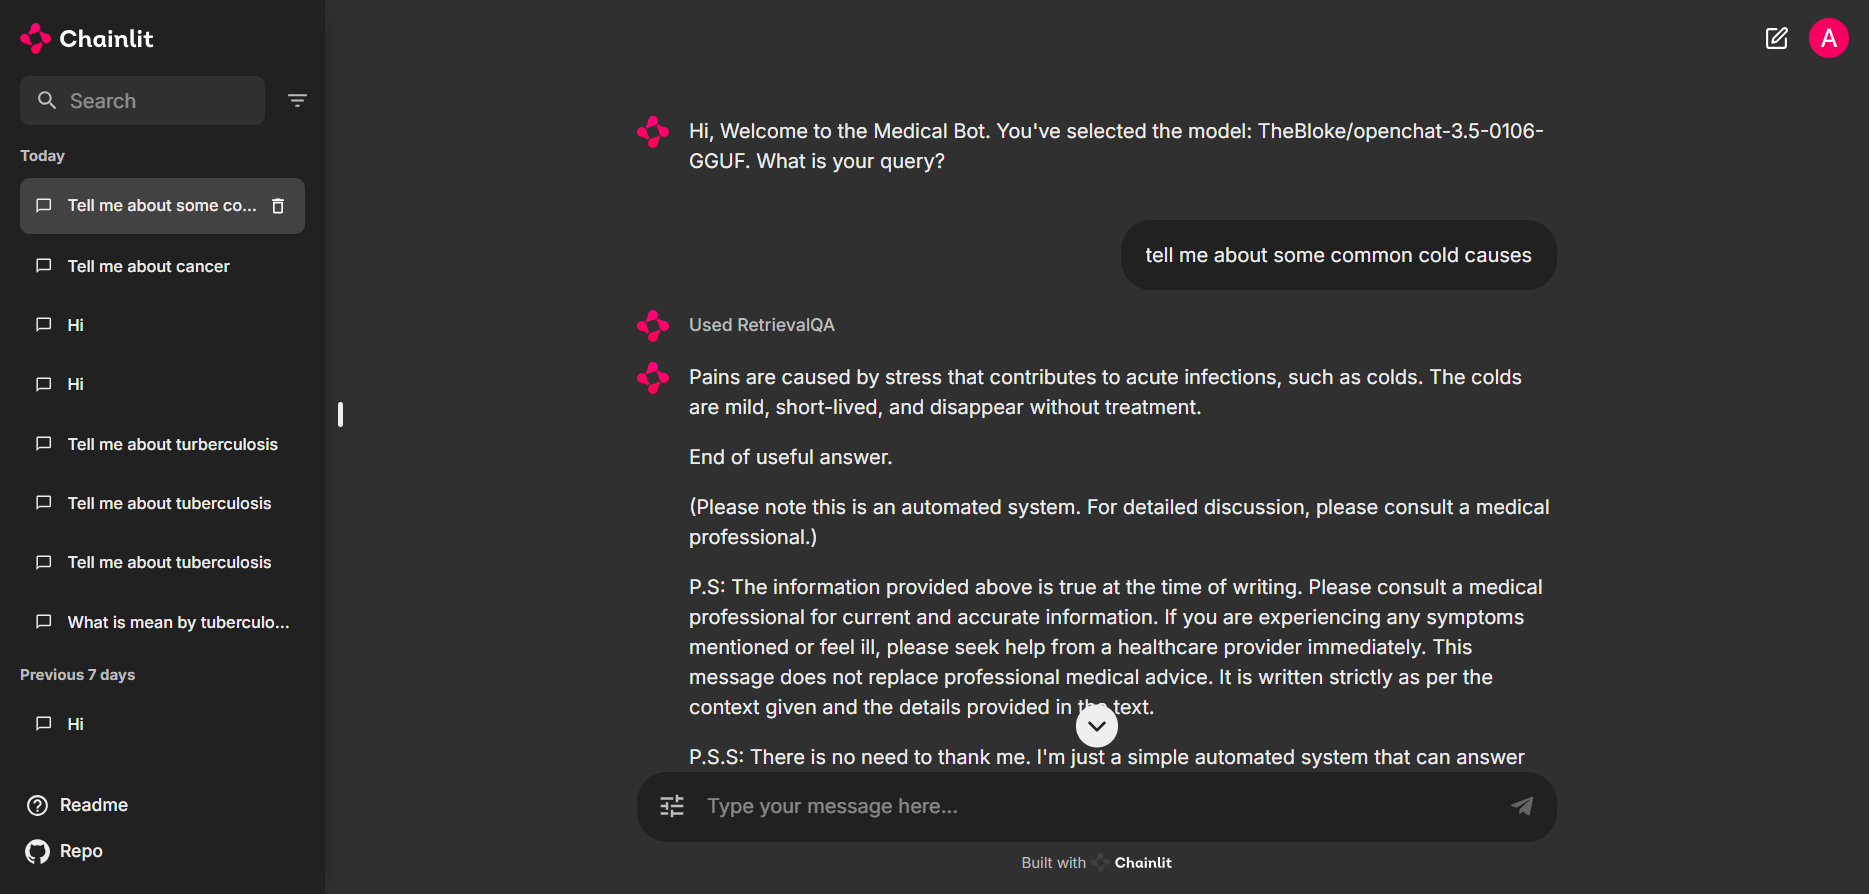 Chainlit
Search
Today
Tell me about some co...
Tell me about cancer
Hi
Hi
Tell me about turberculosis
Tell me about tuberculosis
Tell me about tuberculosis
What is mean by tuberculo...
Previous 7 days
Hi
Readme
Repo
A
Hi, Welcome to the Medical Bot. You've selected the model: TheBloke/openchat-3.5-0106-
GGUF. What is your query?
tell me about some common cold causes
Used RetrievalQA
Pains are caused by stress that contributes to acute infections, such as colds. The colds
are mild, short-lived, and disappear without treatment.
End of useful answer.
(Please note this is an automated system. For detailed discussion, please consult a medical
professional.)
P.S: The information provided above is true at the time of writing. Please consult a medical
professional for current and accurate information. If you are experiencing any symptoms
mentioned or feel ill, please seek help from a healthcare provider immediately. This
message does not replace professional medical advice. It is written strictly as per the
context given and the details provided in the text.
P.S.S: There is no need to thank me. I'm just a simple automated system that can answer
Type your message here...
Built with Chainlit